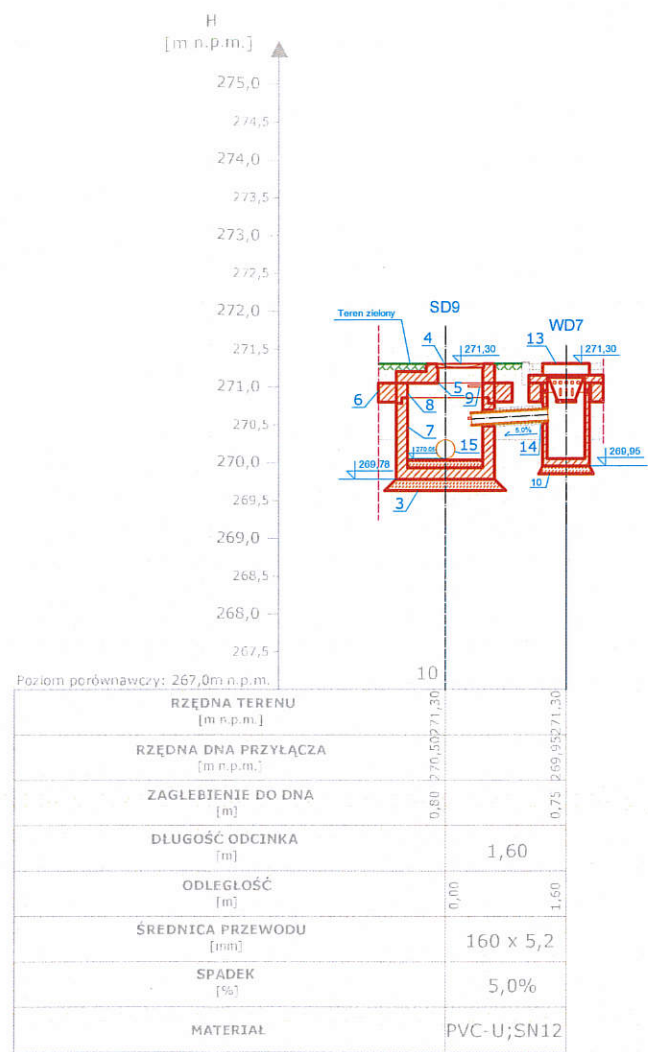 H
[m n.p.m.]
275,0
274,5
274,0
273,5
273,0
272,5
272,0
271,5
271,0
270,5
270,0
269,5
269,0
268,5
268,0
267,5
Teren zielony
SD9
WD7
4
271,30
13
271,30
6
5
9
8
7
5.0%
15
14
269,78
270,05
269,95
3
10
Poziom porównawczy: 267,0m n.p.m.
10
RZĘDNA TERENU
[m n.p.m.]
271,30
271,30
RZĘDNA DNA PRZYŁĄCZA
[m n.p.m.]
270,50
269,95
ZAGŁEBIENIE DO DNA
[m]
0,80
0,75
DŁUGOŚĆ ODCINKA
[m]
1,60
ODLEGŁOŚĆ
[m]
0,00
1,60
ŚREDNICA PRZEWODU
[mm]
160 x 5,2
SPADEK
[%]
5,0%
MATERIAŁ
PVC-U;SN12